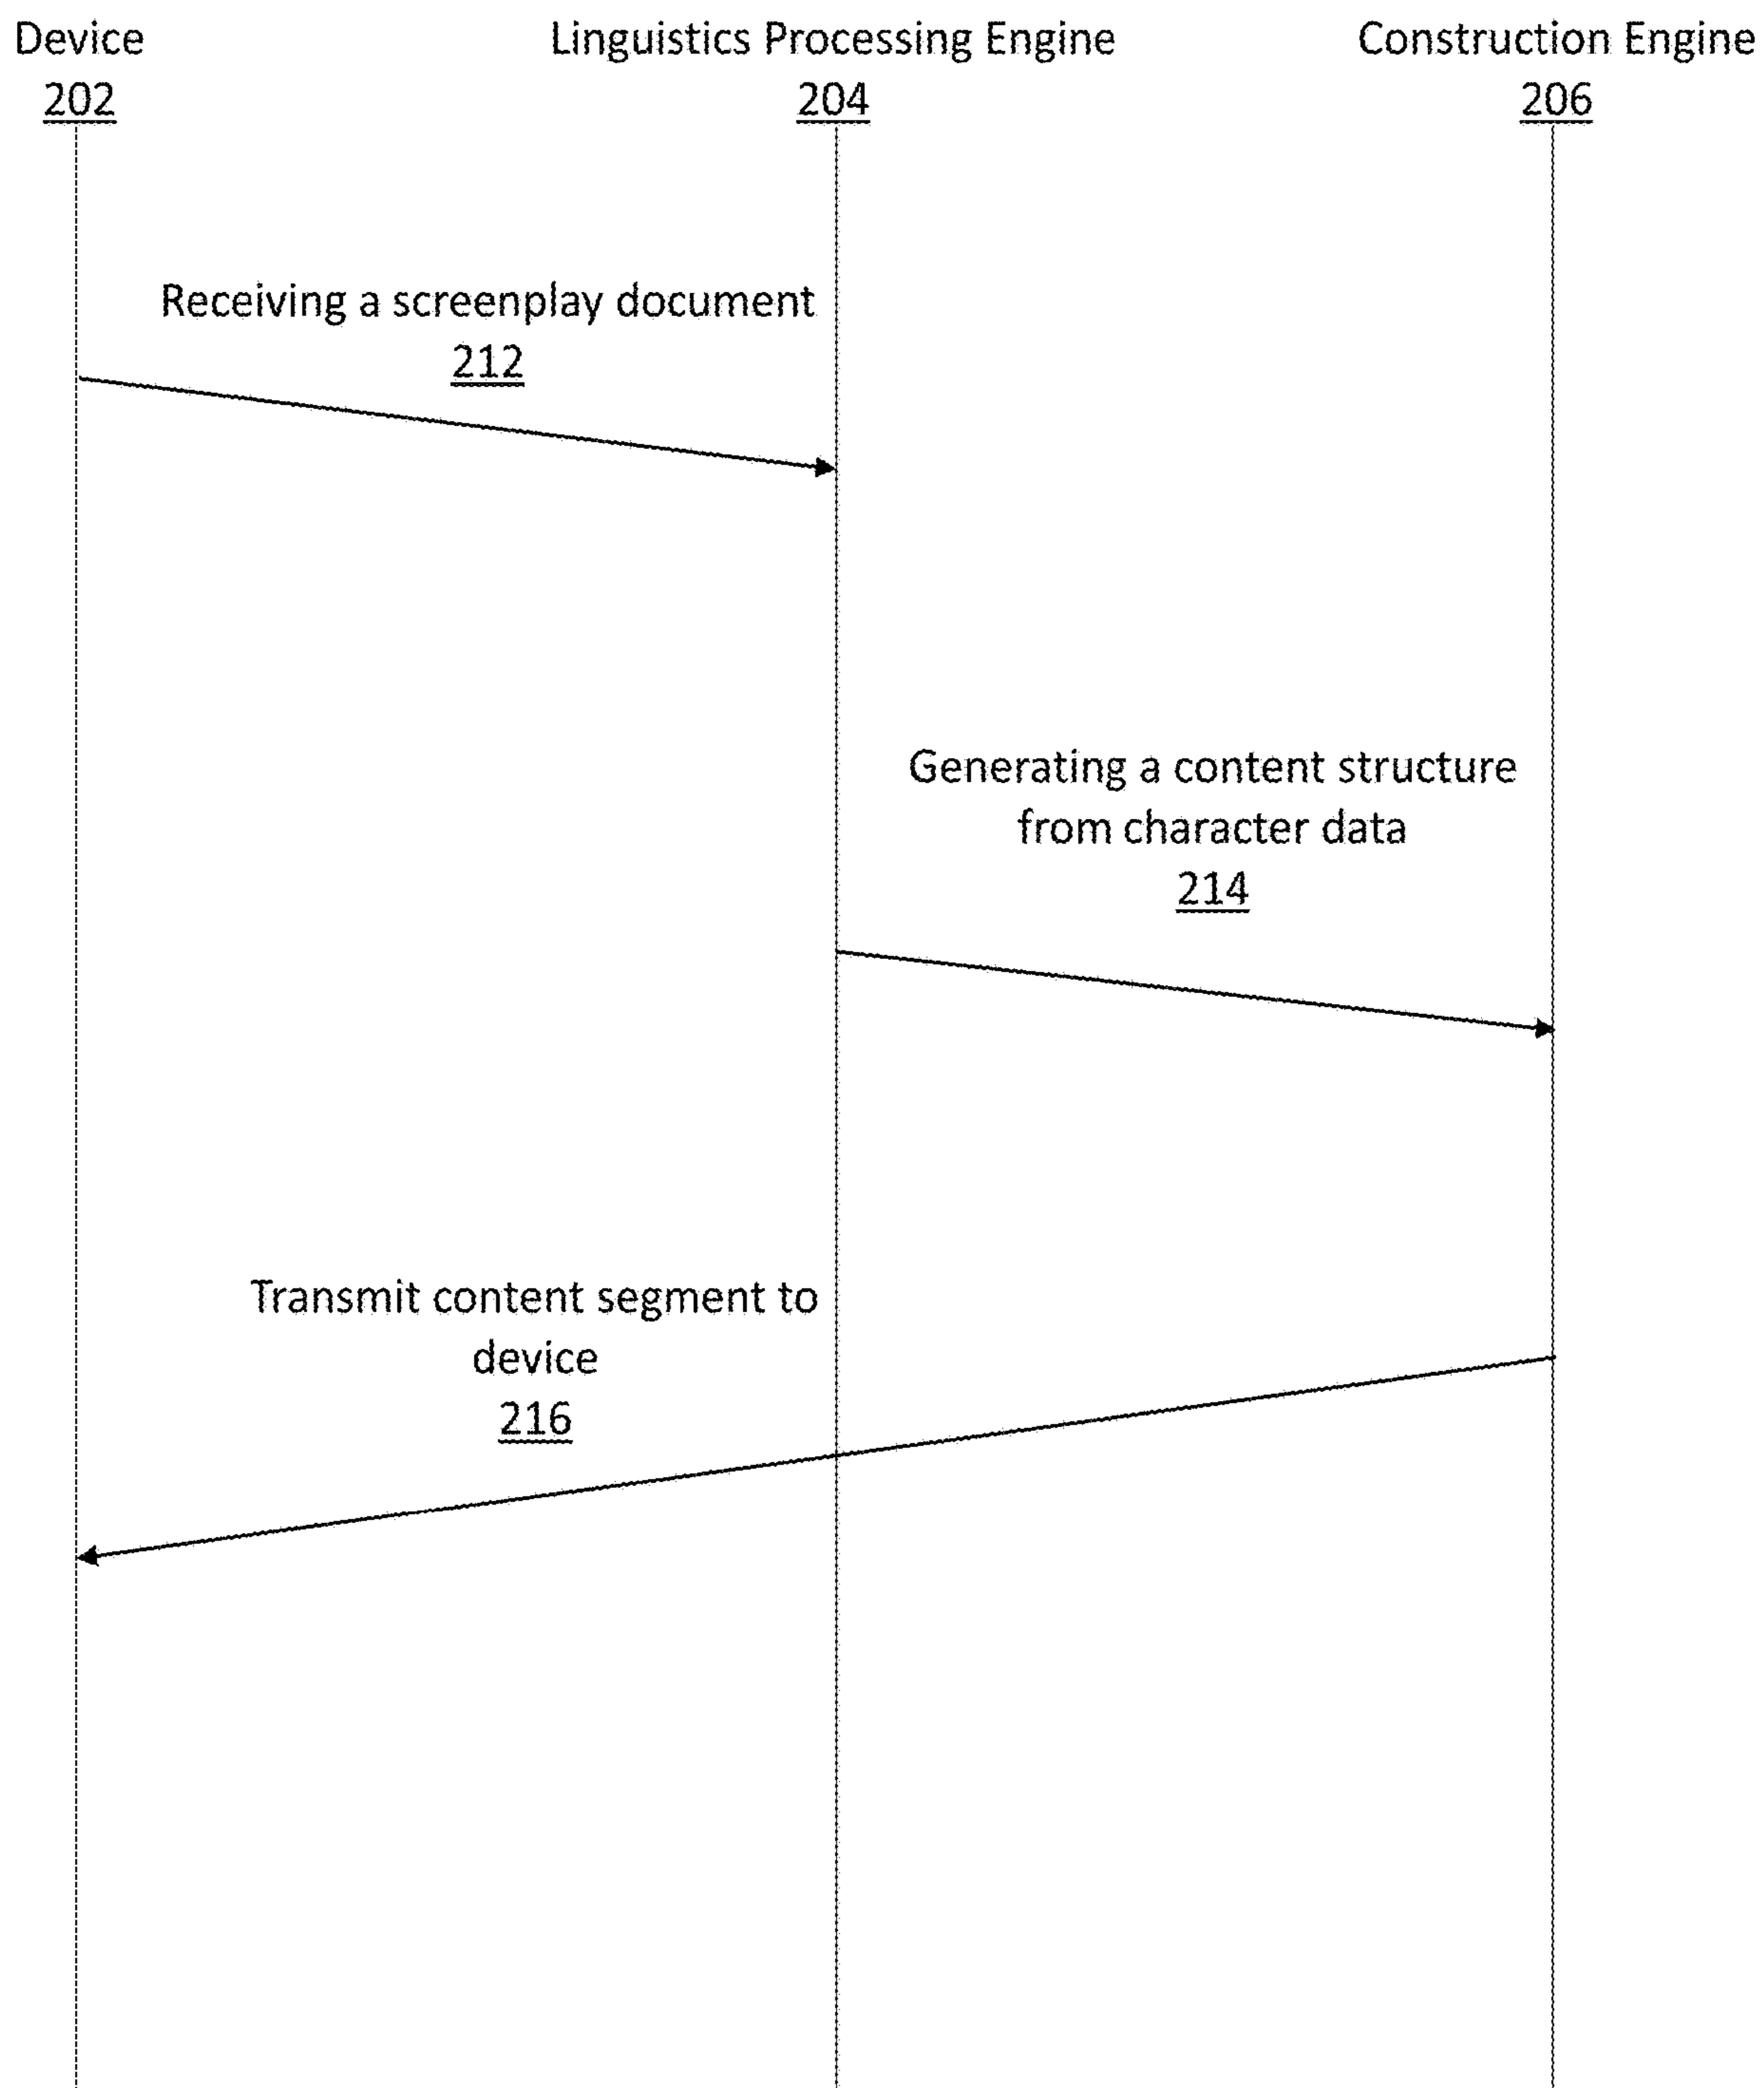 Device
202
Linguistics Processing Engine
204
Construction Engine
206
Receiving a screenplay document
212
Generating a content structure
from character data
214
Transmit content segment to
device
216